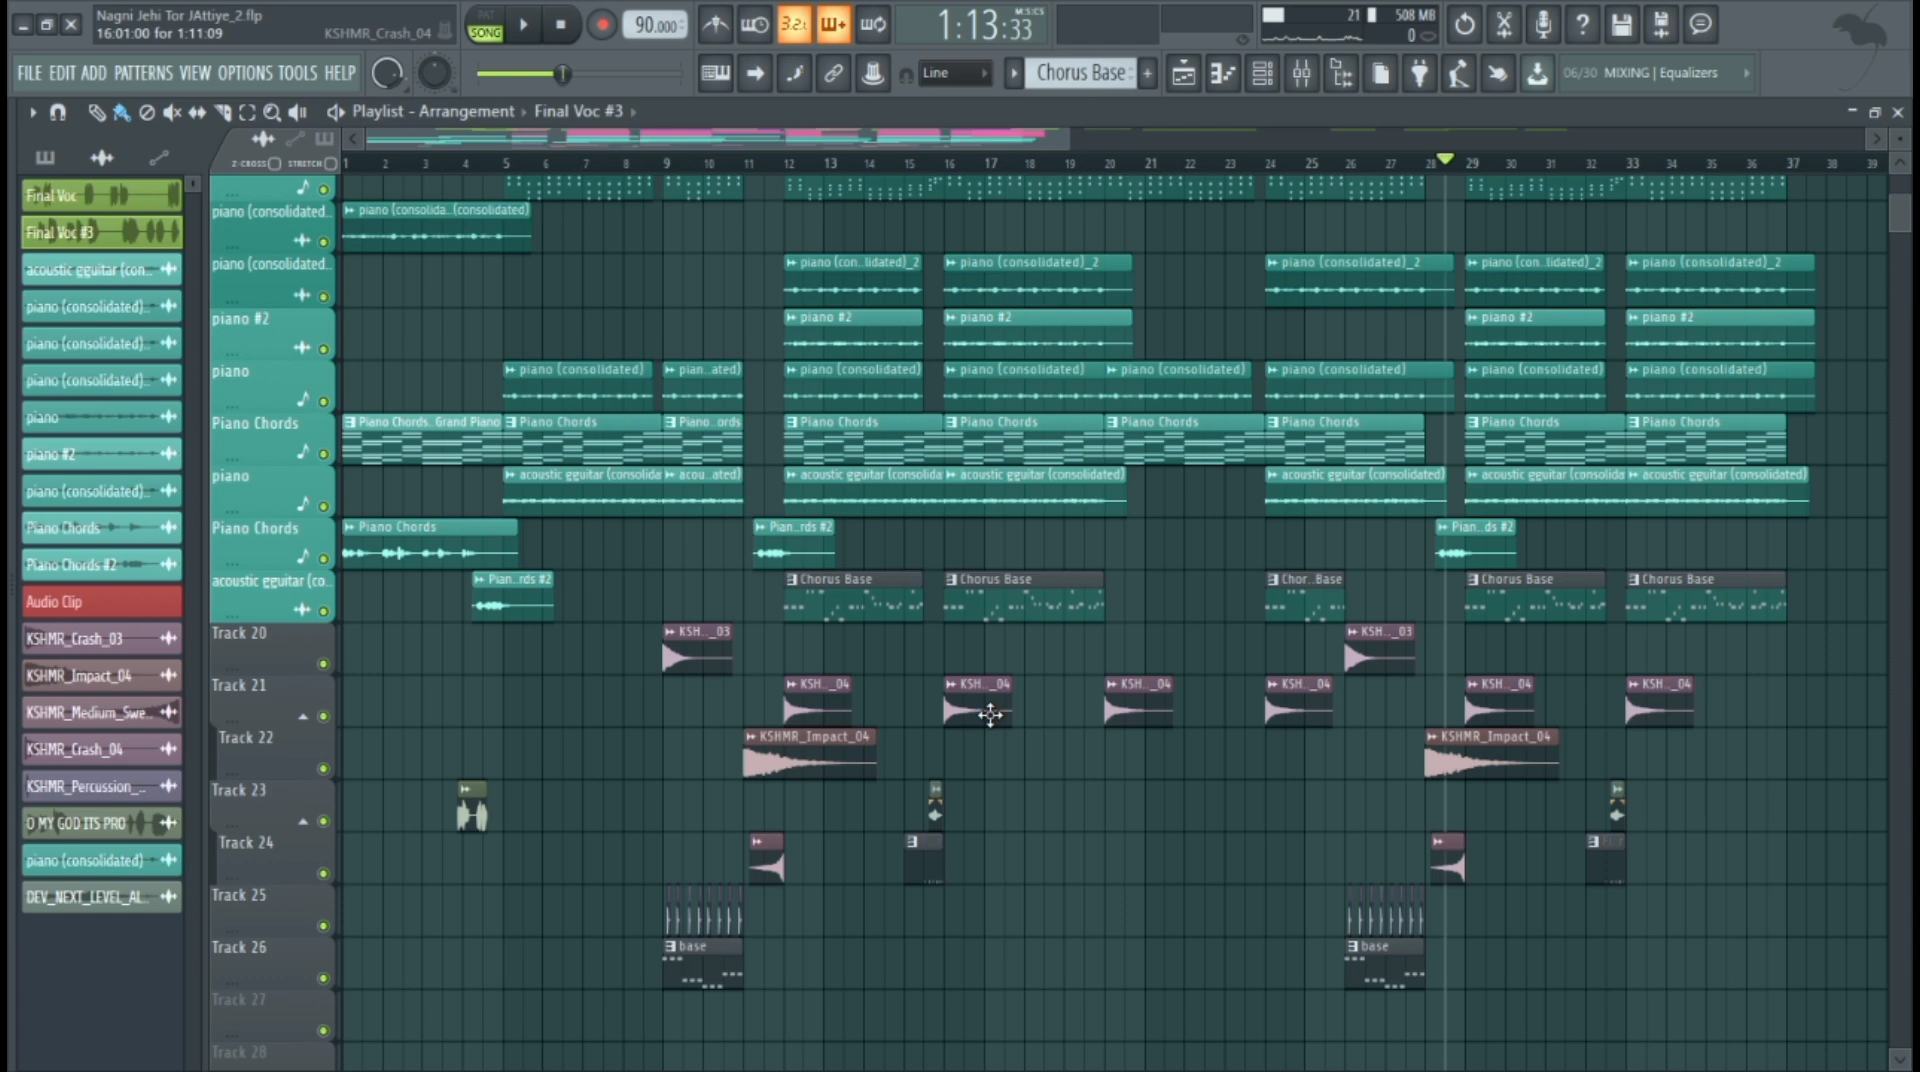 Nagni Jehi Tor JAttiye_2.flp
16:01:00 for 1:11:09
KSHMR_Crash_04
PAT
SONG
90.000
3.2.
1:13:33
M:S:CS
21
508 MB
0
FILE EDIT ADD PATTERNS VIEW OPTIONS TOOLS HELP
Line
Chorus Base
06/30 MIXING | Equalizers
Playlist - Arrangement › Final Voc #3
Z-CROSS STRETCH
1 2 3 4 5 6 7 8 9 10 11 12 13 14 15 16 17 18 19 20 21 22 23 24 25 26 27 28 29 30 31 32 33 34 35 36 37 38 39
Final Voc
Final Voc #3
acoustic gguitar (con..
piano (consolidated)..
piano (consolidated)..
piano (consolidated)..
piano
piano #2
piano (consolidated)..
Piano Chords
Piano Chords #2
Audio Clip
KSHMR_Crash_03
KSHMR_Impact_04
KSHMR_Medium_Swe..
KSHMR_Crash_04
KSHMR_Percussion_..
O MY GOD ITS PRO
piano (consolidated)
DEV_NEXT_LEVEL_AL..
piano (consolidated.. piano (consolida..(consolidated)
piano (consolidated.. piano (con..lidated)_2 piano (consolidated)_2 piano (consolidated)_2 piano (con..lidated)_2 piano (consolidated)_2
piano #2 piano #2 piano #2 piano #2 piano #2
piano piano (consolidated) pian..ated) piano (consolidated) piano (consolidated) piano (consolidated) piano (consolidated) piano (consolidated) piano (consolidated)
Piano Chords Piano Chords.. Grand Piano Piano Chords Piano..ords Piano Chords Piano Chords Piano Chords Piano Chords Piano Chords Piano Chords
piano acoustic gguitar (consolida acou..ated) acoustic gguitar (consolida acoustic gguitar (consolidated) acoustic gguitar (consolidated) acoustic gguitar (consolida acoustic gguitar (consolidated)
Piano Chords Piano Chords Pian..rds #2 Pian..ds #2
acoustic gguitar (co... Pian..rds #2 Chorus Base Chorus Base Chor..Base Chorus Base Chorus Base
Track 20 KSH.._03 KSH.._03
Track 21 KSH.._04 KSH.._04 KSH.._04 KSH.._04 KSH.._04 KSH.._04
Track 22 KSHMR_Impact_04 KSHMR_Impact_04
Track 23
Track 24
Track 25
Track 26 base base
Track 27
Track 28